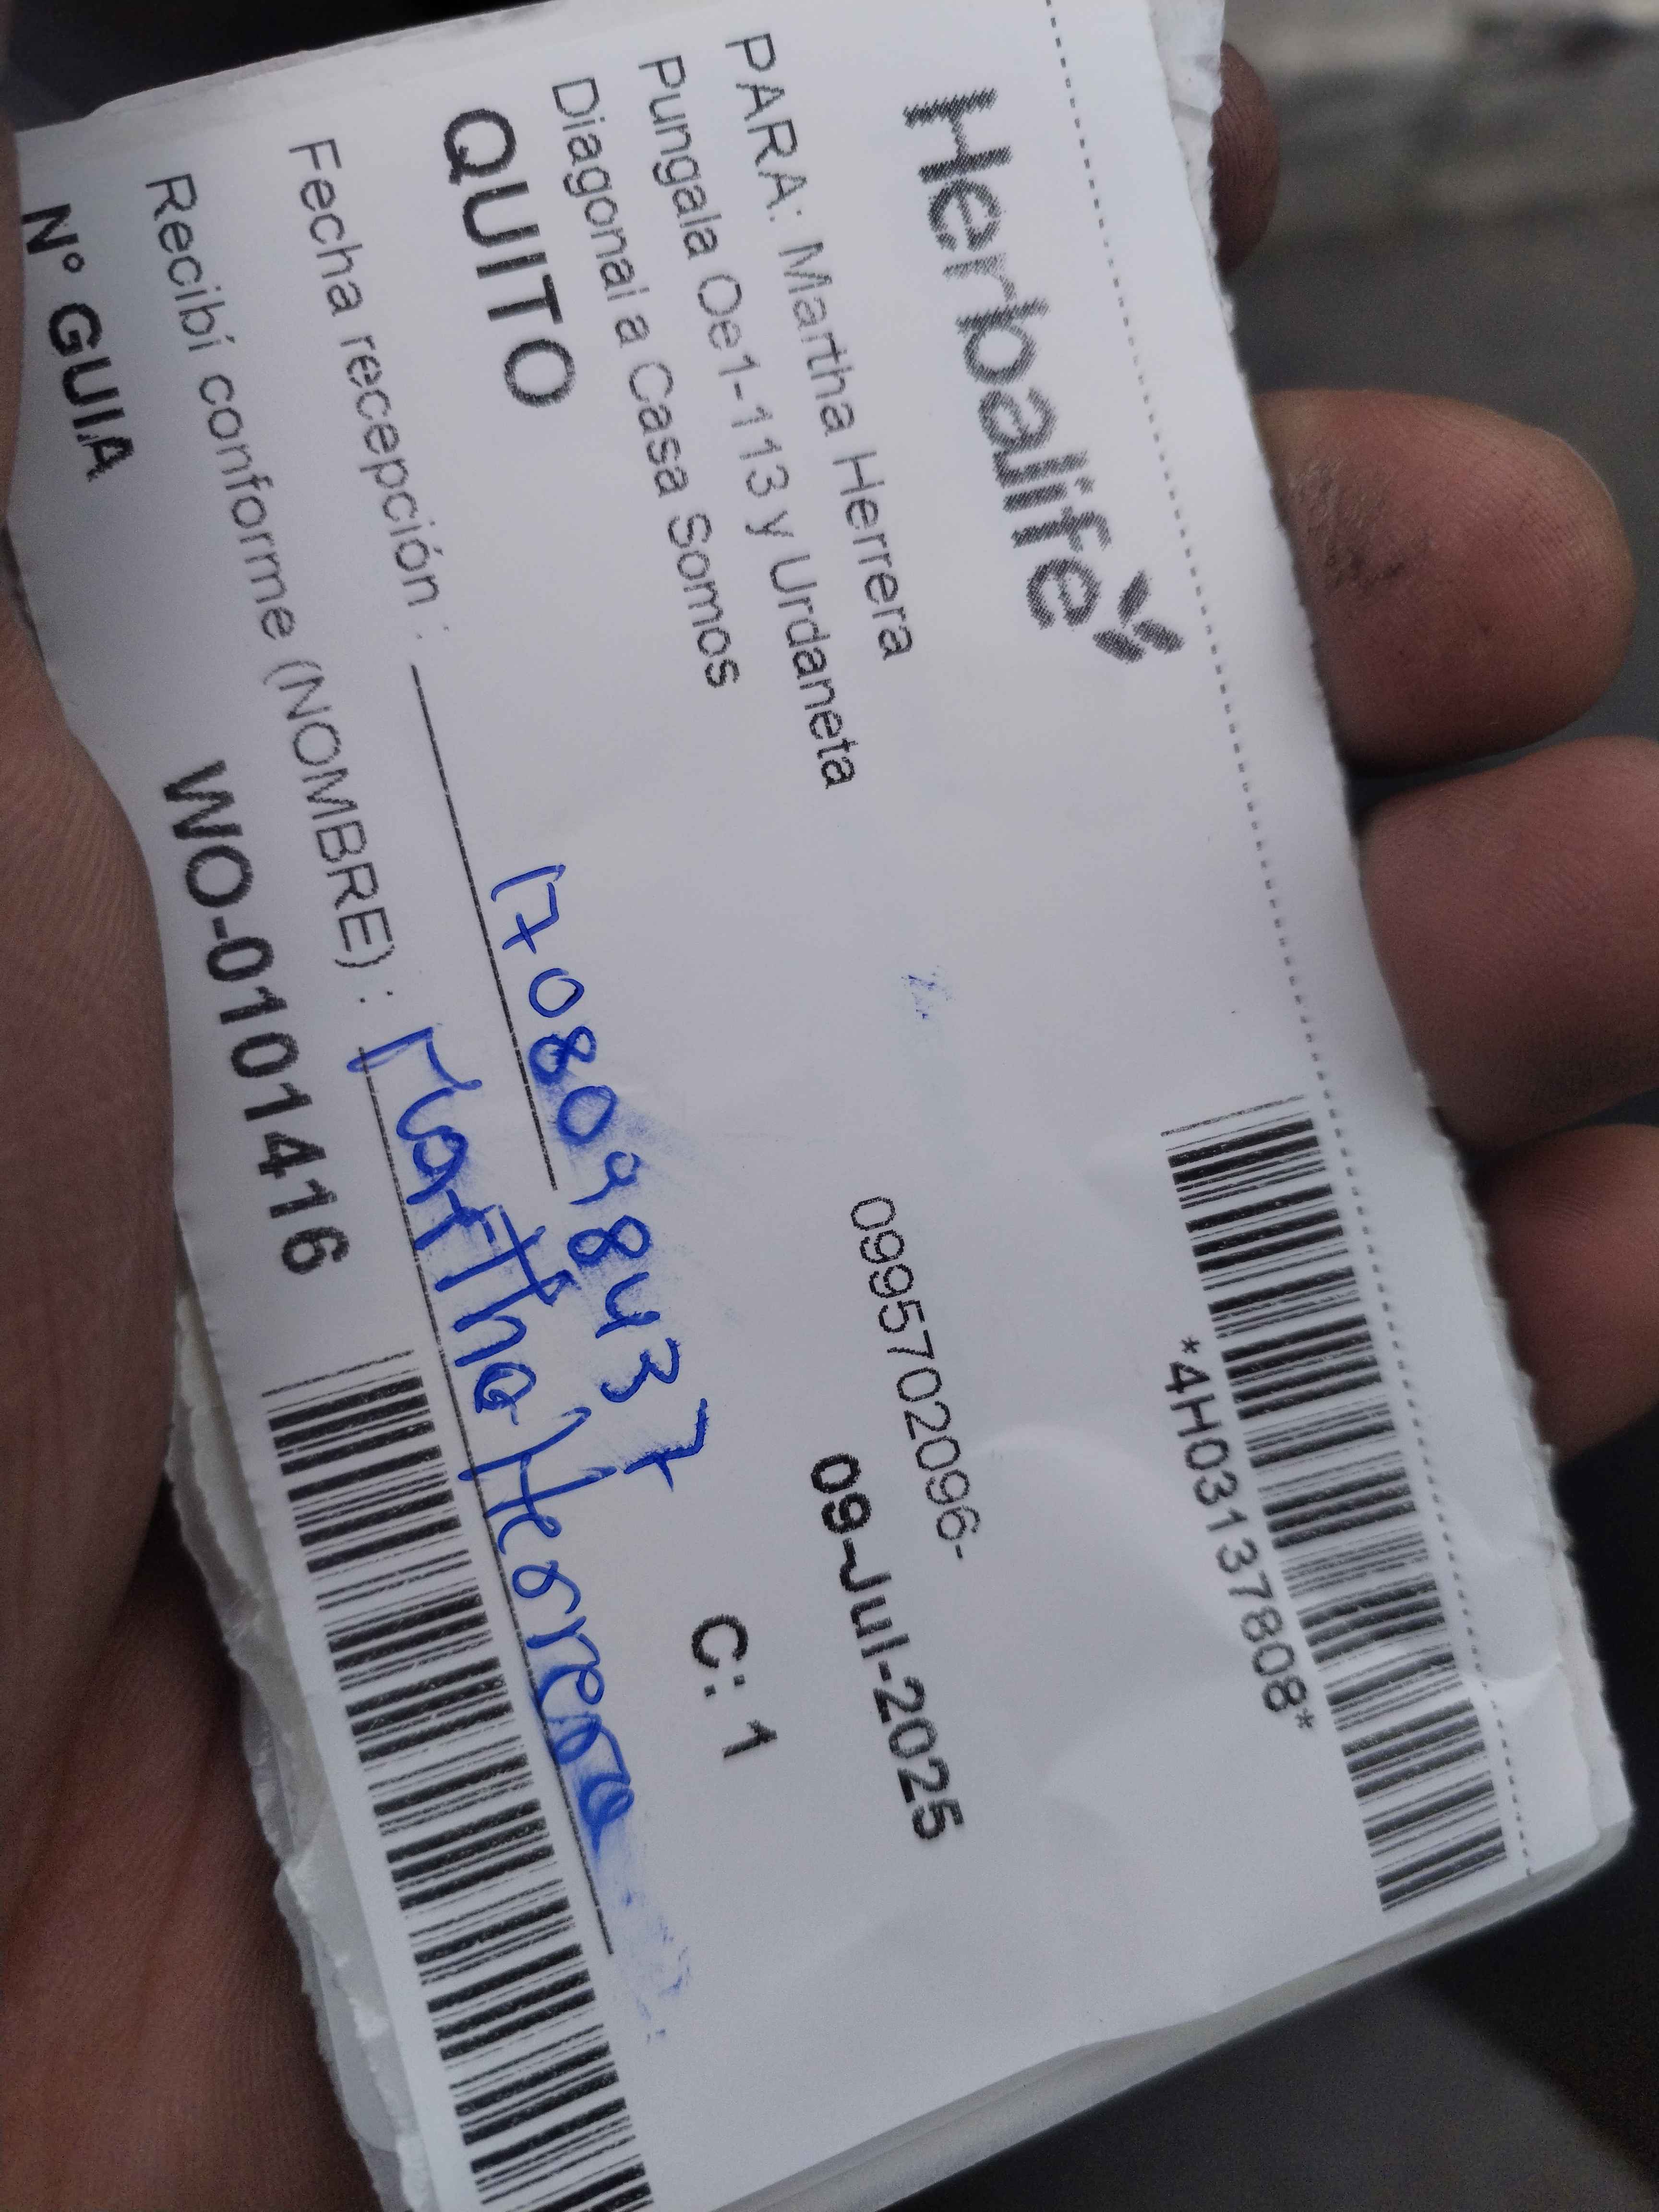 Herbalife
*4H03137808*
PARA: Martha Herrera
0995702096-
Pungala Oe1-113 y Urdaneta
Diagonal a Casa Somos
09-Jul-2025
QUITO
C: 1
Fecha recepción :
1708098437
Recibí conforme (NOMBRE) : Martha Herrera
N° GUIA WO-0101416